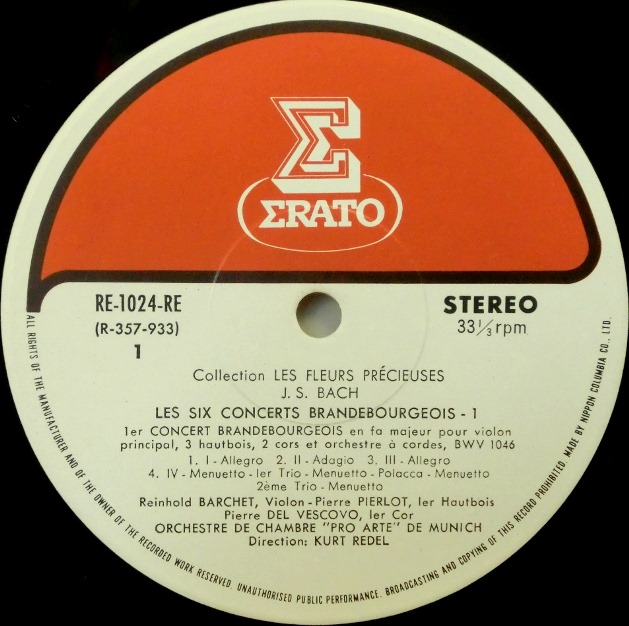 ΣRATO
RE-1024-RE
(R-357-933)
1
STEREO
33 1/3 rpm
Collection LES FLEURS PRÉCIEUSES
J. S. BACH
LES SIX CONCERTS BRANDEBOURGEOIS - 1
1er CONCERT BRANDEBOURGEOIS en fa majeur pour violon
principal, 3 hautbois, 2 cors et orchestre à cordes, BWV 1046
1. I - Allegro 2. II - Adagio 3. III - Allegro
4. IV - Menuetto - Ier Trio - Menuetto - Polacca - Menuetto
2ème Trio - Menuetto
Reinhold BARCHET, Violon - Pierre PIERLOT, Ier Hautbois
Pierre DEL VESCOVO, Ier Cor
ORCHESTRE DE CHAMBRE "PRO ARTE" DE MUNICH
Direction: KURT REDEL
ALL RIGHTS OF THE MANUFACTURER AND OF THE OWNER OF THE RECORDED WORK RESERVED. UNAUTHORISED PUBLIC PERFORMANCE. BROADCASTING AND COPYING OF THIS RECORD PROHIBITED. MADE BY NIPPON COLUMBIA CO., LTD.